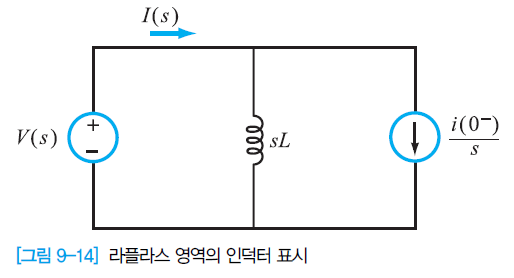 I(s)
V(s)
+
−
sL
i(0⁻)
s
[그림 9-14] 라플라스 영역의 인덕터 표시